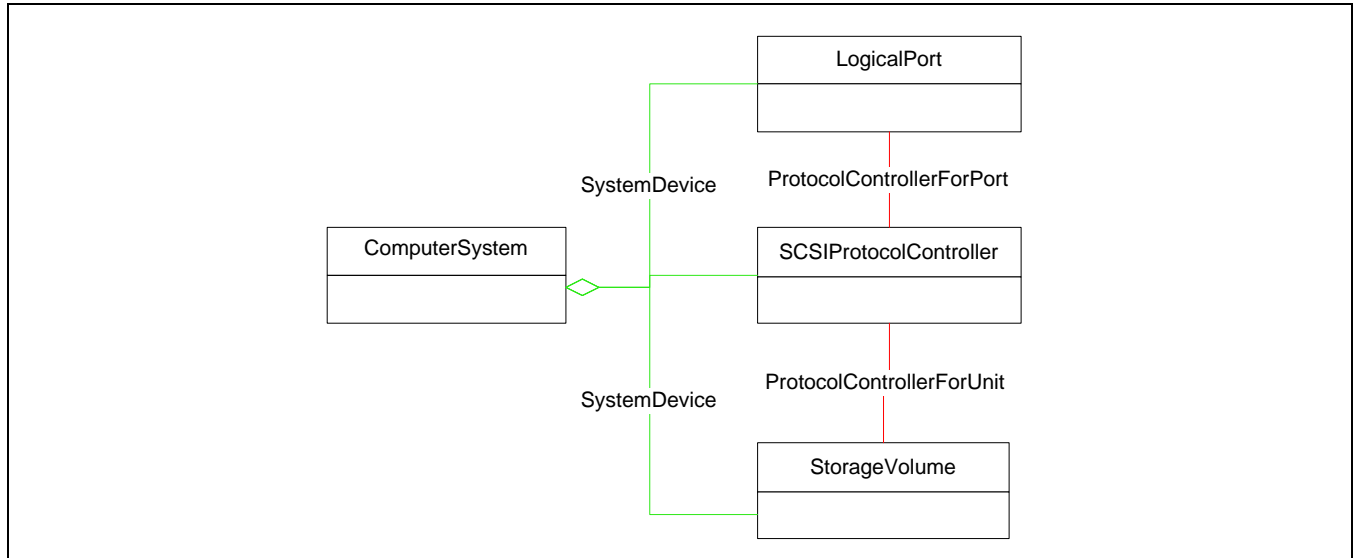 LogicalPort
SystemDevice
ProtocolControllerForPort
ComputerSystem
SCSIProtocolController
ProtocolControllerForUnit
SystemDevice
StorageVolume